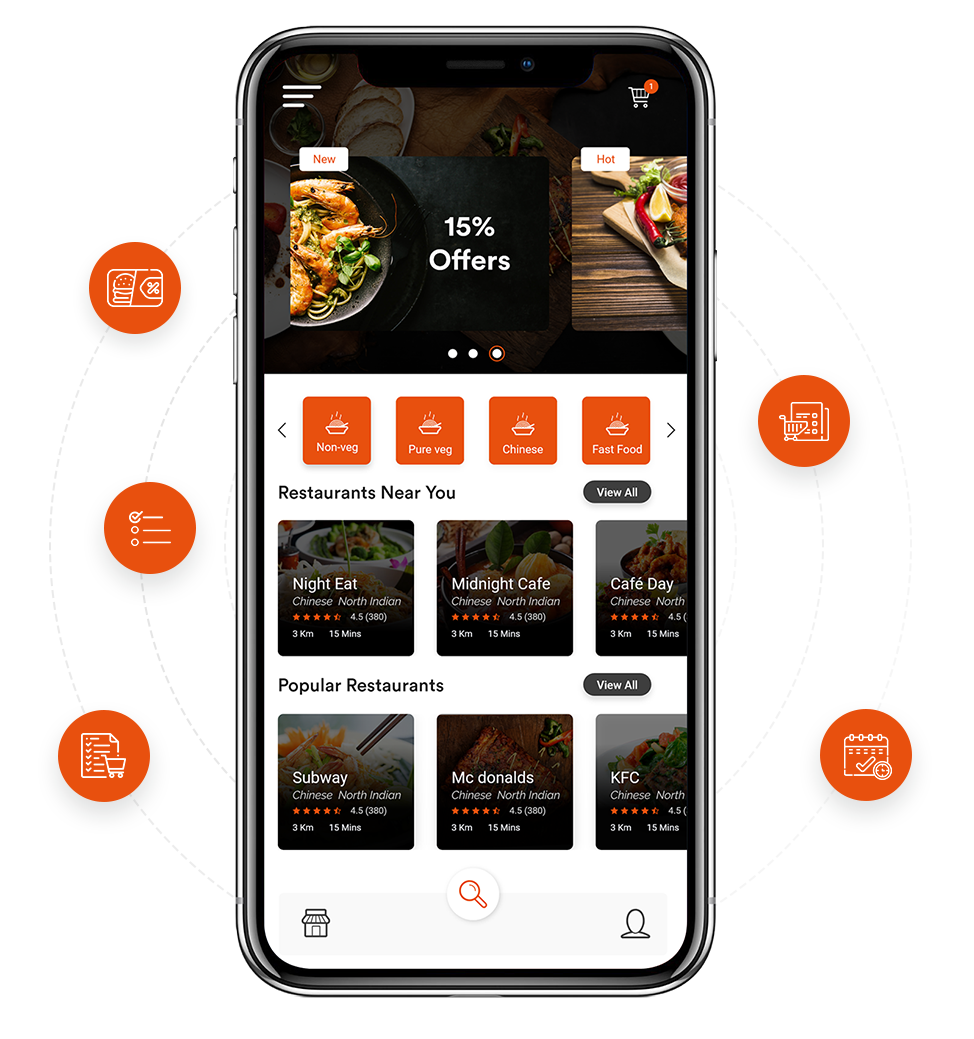 1
New
Hot
15%
Offers
Non-veg
Pure veg
Chinese
Fast Food
Restaurants Near You
View All
Night Eat
Chinese North Indian
4.5 (380)
3 Km 15 Mins
Midnight Cafe
Chinese North Indian
4.5 (380)
3 Km 15 Mins
Café Day
Chinese North
4.5 (
3 Km 15 Mins
Popular Restaurants
View All
Subway
Chinese North Indian
4.5 (380)
3 Km 15 Mins
Mc donalds
Chinese North Indian
4.5 (380)
3 Km 15 Mins
KFC
Chinese North
4.5 (
3 Km 15 Mins